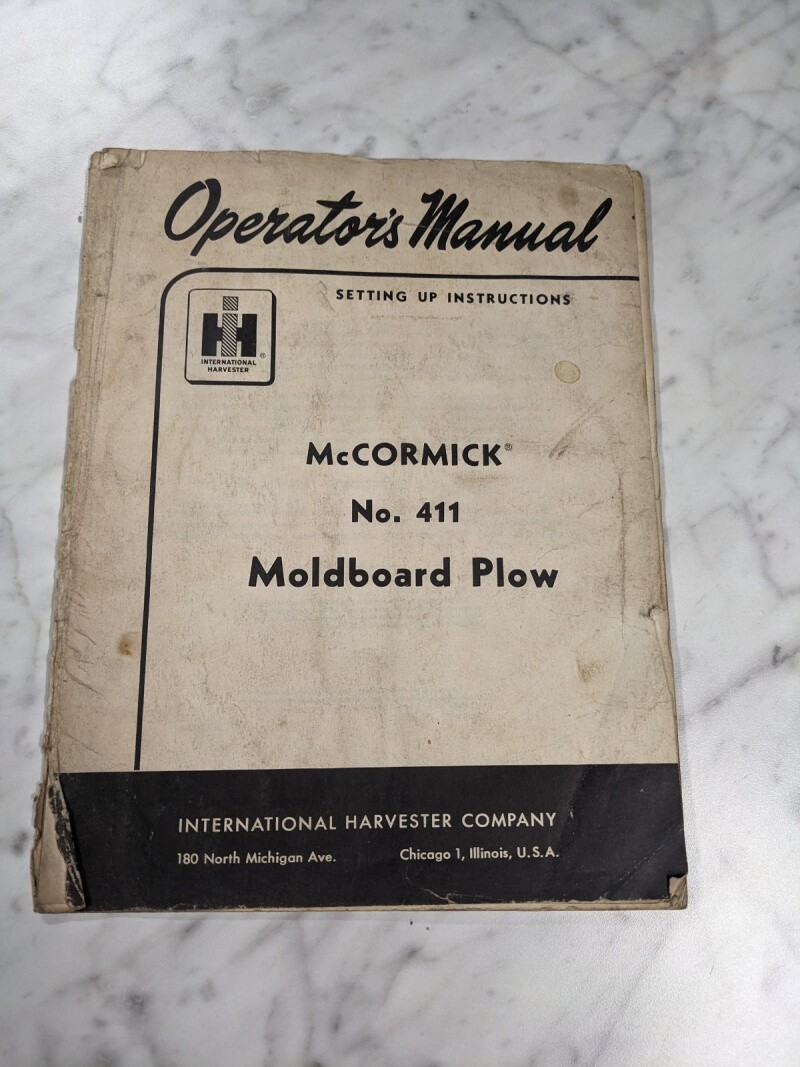 Operator's Manual
SETTING UP INSTRUCTIONS
IH
INTERNATIONAL
HARVESTER ®
McCORMICK®
No. 411
Moldboard Plow
INTERNATIONAL HARVESTER COMPANY
180 North Michigan Ave. Chicago 1, Illinois, U.S.A.